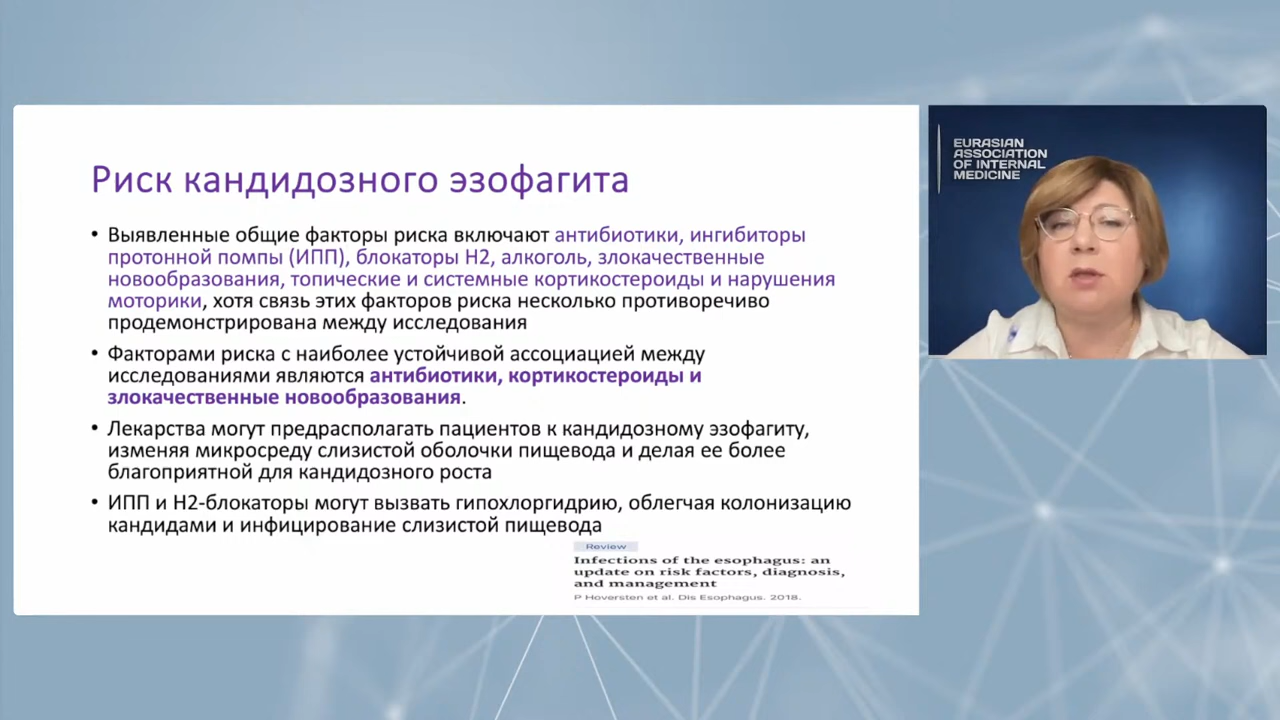 Риск кандидозного эзофагита
• Выявленные общие факторы риска включают антибиотики, ингибиторы
протонной помпы (ИПП), блокаторы H2, алкоголь, злокачественные
новообразования, топические и системные кортикостероиды и нарушения
моторики, хотя связь этих факторов риска несколько противоречиво
продемонстрирована между исследования
• Факторами риска с наиболее устойчивой ассоциацией между
исследованиями являются антибиотики, кортикостероиды и
злокачественные новообразования.
• Лекарства могут предрасполагать пациентов к кандидозному эзофагиту,
изменяя микросреду слизистой оболочки пищевода и делая ее более
благоприятной для кандидозного роста
• ИПП и H2-блокаторы могут вызвать гипохлоргидрию, облегчая колонизацию
кандидами и инфицирование слизистой пищевода
Review
Infections of the esophagus: an
update on risk factors, diagnosis,
and management
P Hoversten et al. Dis Esophagus. 2018.
EURASIAN
ASSOCIATION
OF INTERNAL
MEDICINE